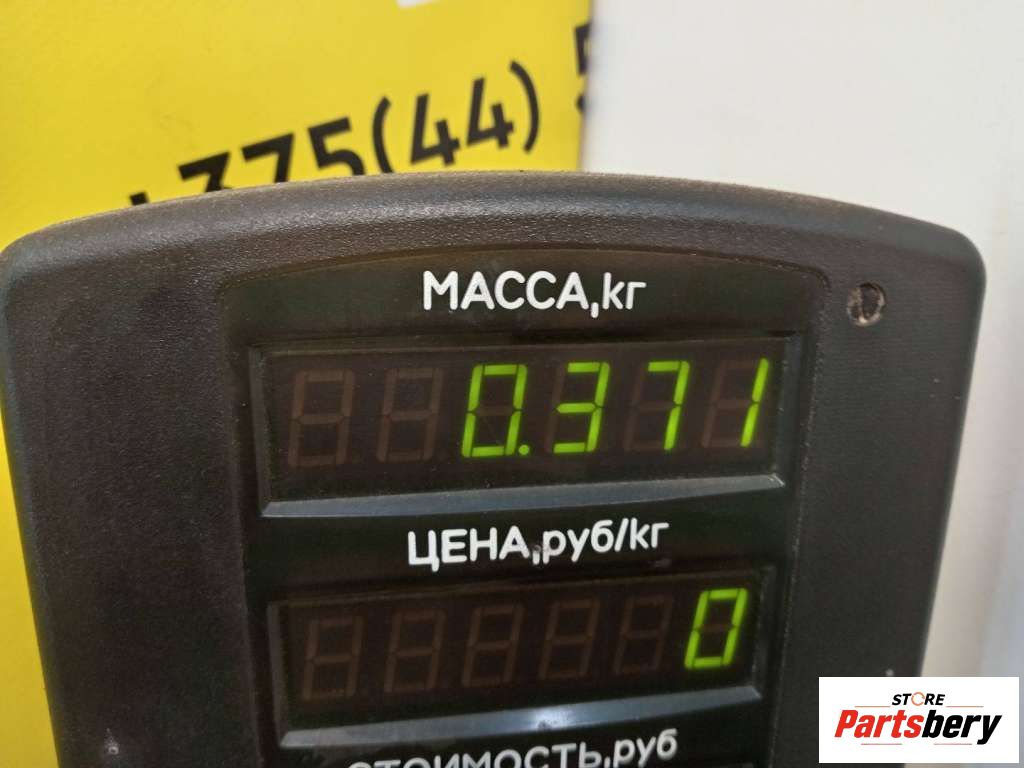 375(44)
МАССА,кг
0.371
ЦЕНА,руб/кг
0
СТОИМОСТЬ,руб
STORE
Partsbery